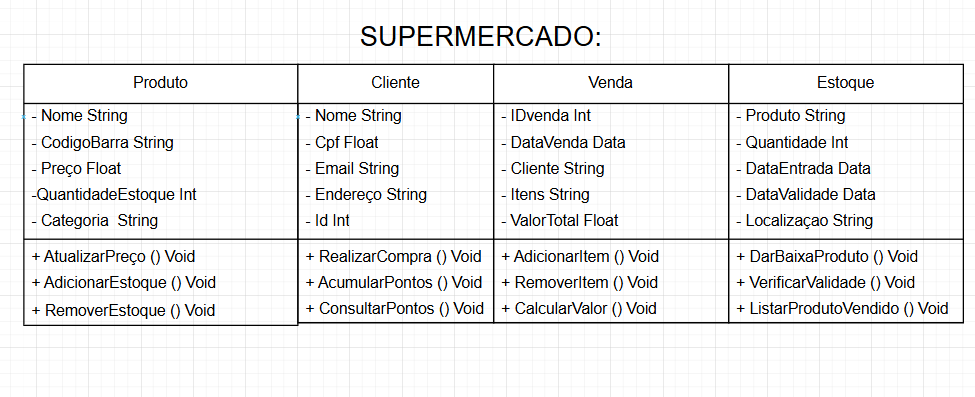 SUPERMERCADO:
Produto
- Nome String
- CodigoBarra String
- Preço Float
-QuantidadeEstoque Int
- Categoria  String
+ AtualizarPreço () Void
+ AdicionarEstoque () Void
+ RemoverEstoque () Void
Cliente
- Nome String
- Cpf Float
- Email String
- Endereço String
- Id Int
+ RealizarCompra () Void
+ AcumularPontos () Void
+ ConsultarPontos () Void
Venda
- IDvenda Int
- DataVenda Data
- Cliente String
- Itens String
- ValorTotal Float
+ AdicionarItem () Void
+ RemoverItem () Void
+ CalcularValor () Void
Estoque
- Produto String
- Quantidade Int
- DataEntrada Data
- DataValidade Data
- Localizaçao String
+ DarBaixaProduto () Void
+ VerificarValidade () Void
+ ListarProdutoVendido () Void